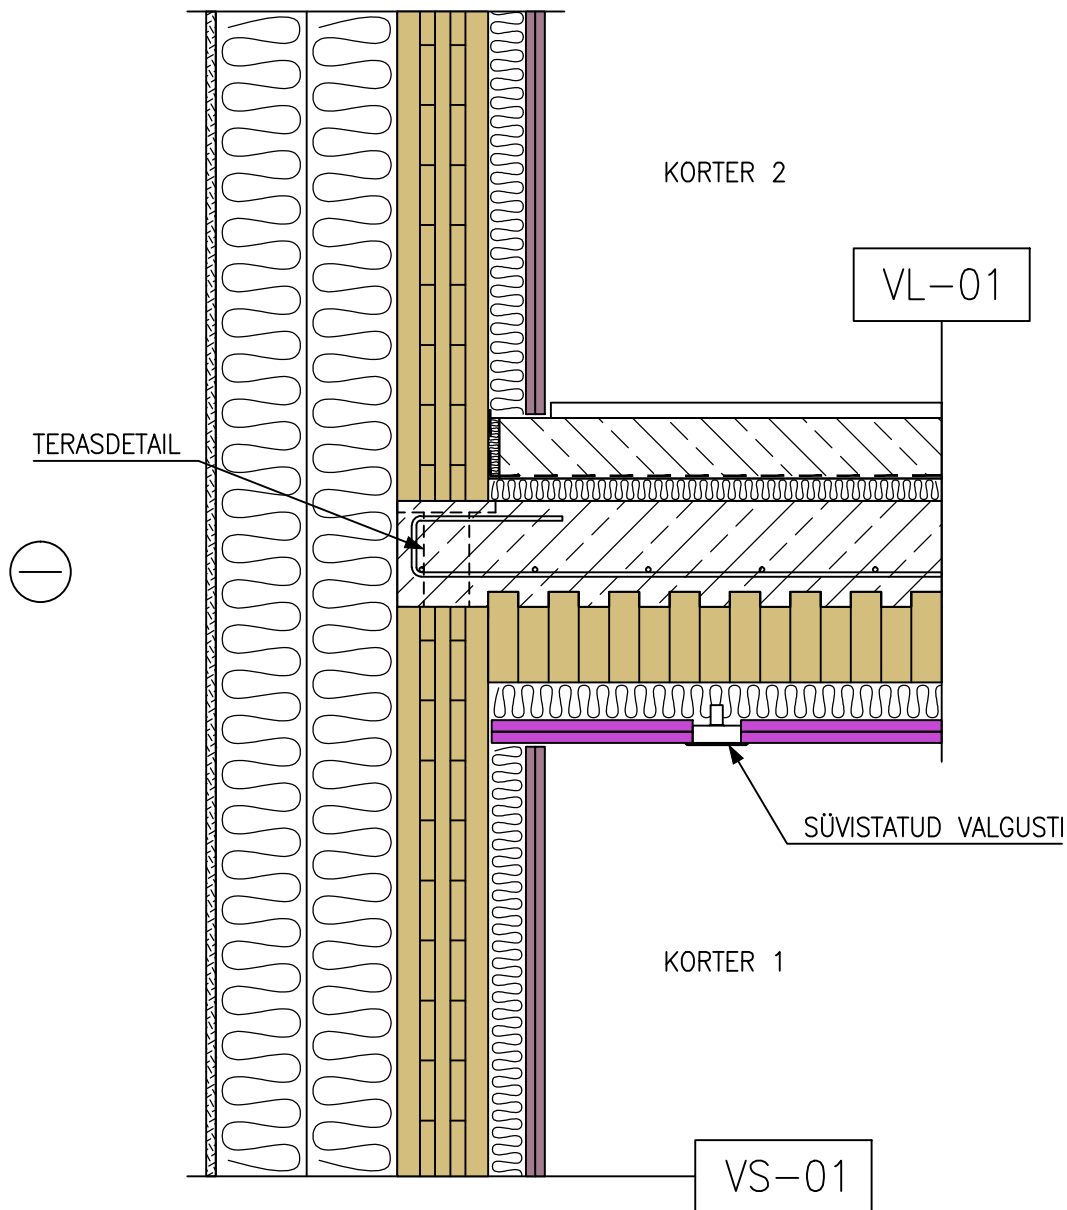 KORTER 2
VL-01
TERASDETAIL
SÜVISTATUD VALGUSTI
KORTER 1
VS-01